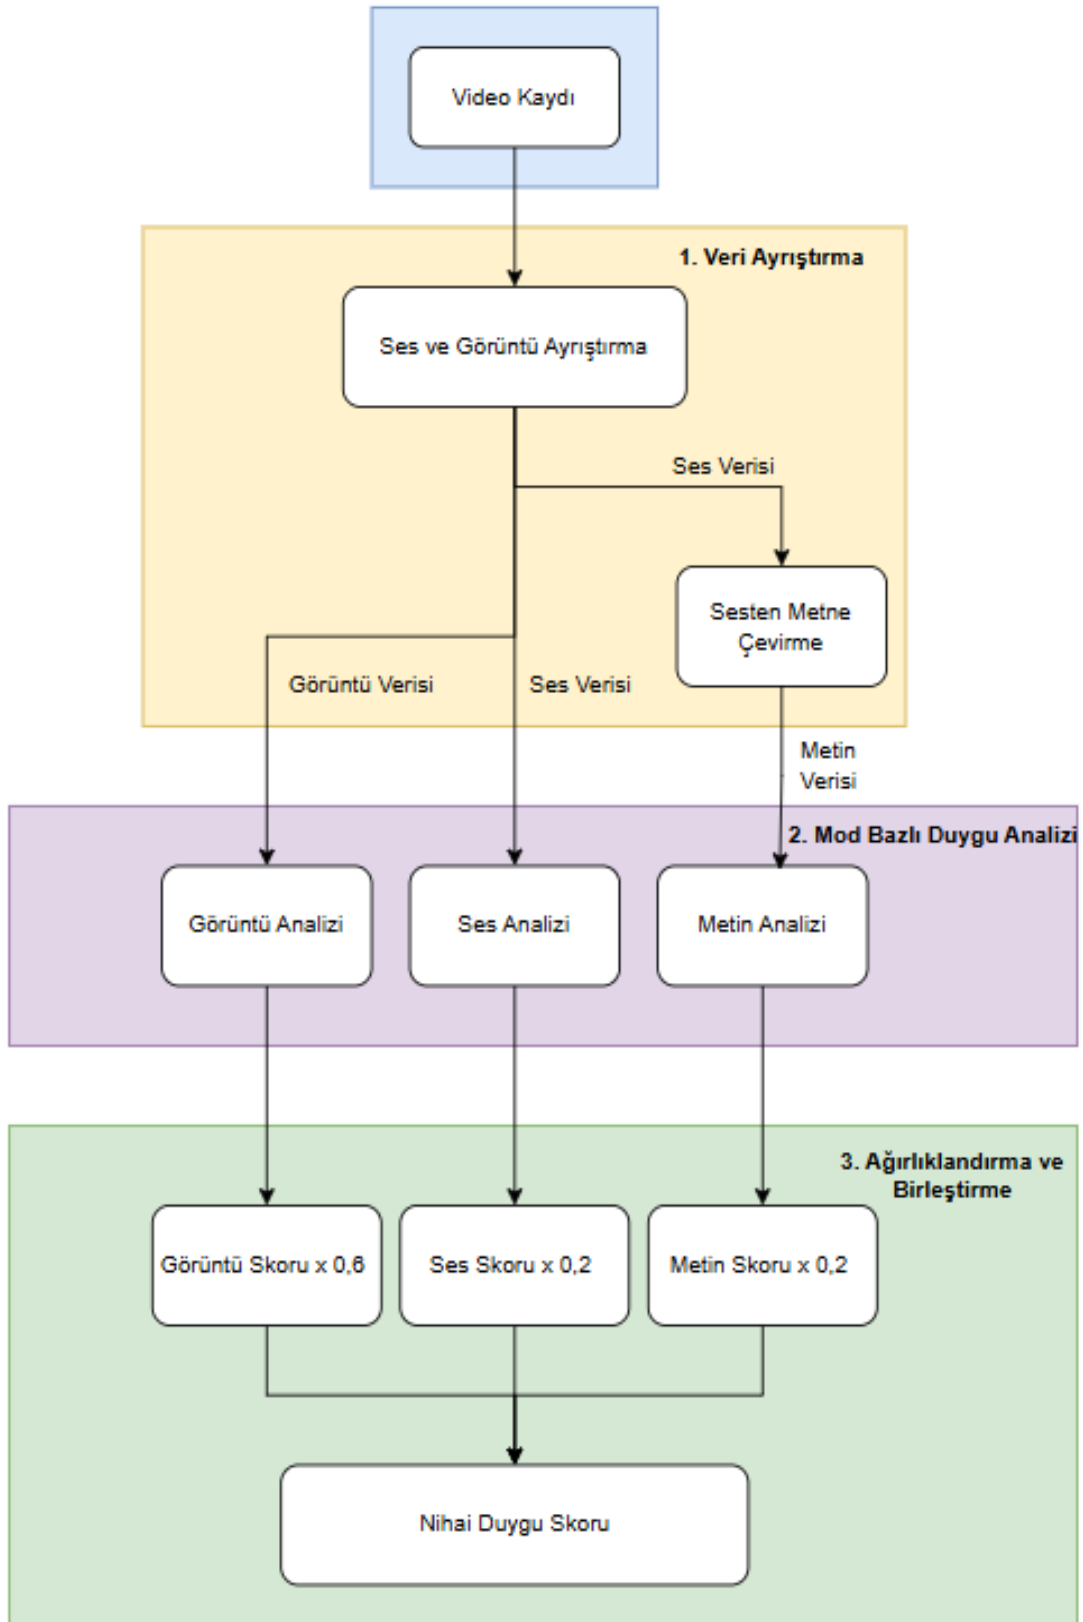 Video Kaydı
1. Veri Ayrıştırma
Ses ve Görüntü Ayrıştırma
Ses Verisi
Sesten Metne
Çevirme
Görüntü Verisi
Ses Verisi
Metin
Verisi
2. Mod Bazlı Duygu Analizi
Görüntü Analizi
Ses Analizi
Metin Analizi
3. Ağırlıklandırma ve
Birleştirme
Görüntü Skoru x 0,6
Ses Skoru x 0,2
Metin Skoru x 0,2
Nihai Duygu Skoru